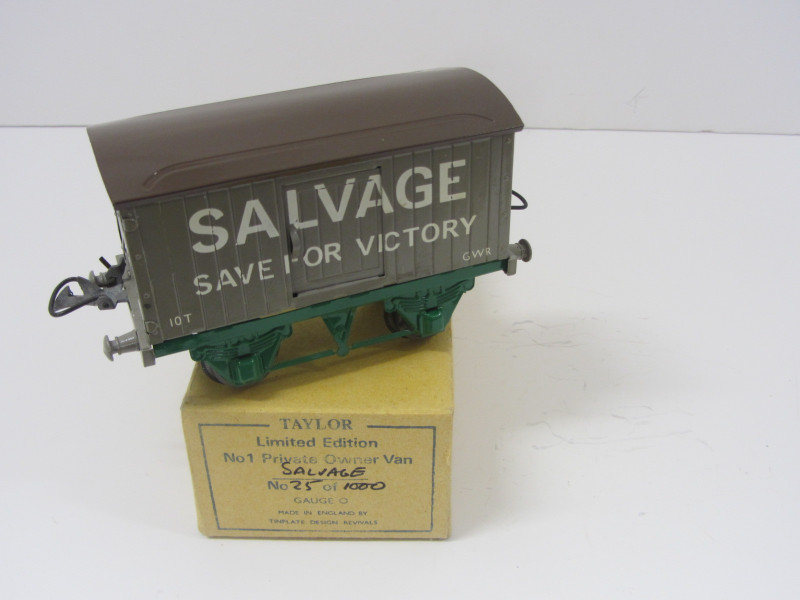 SALVAGE
SAVE FOR VICTORY
GWR
10T
TAYLOR
Limited Edition
No1 Private Owner Van
SALVAGE
No 25 of 1000
GAUGE O
MADE IN ENGLAND BY
TINPLATE DESIGN REVIVALS